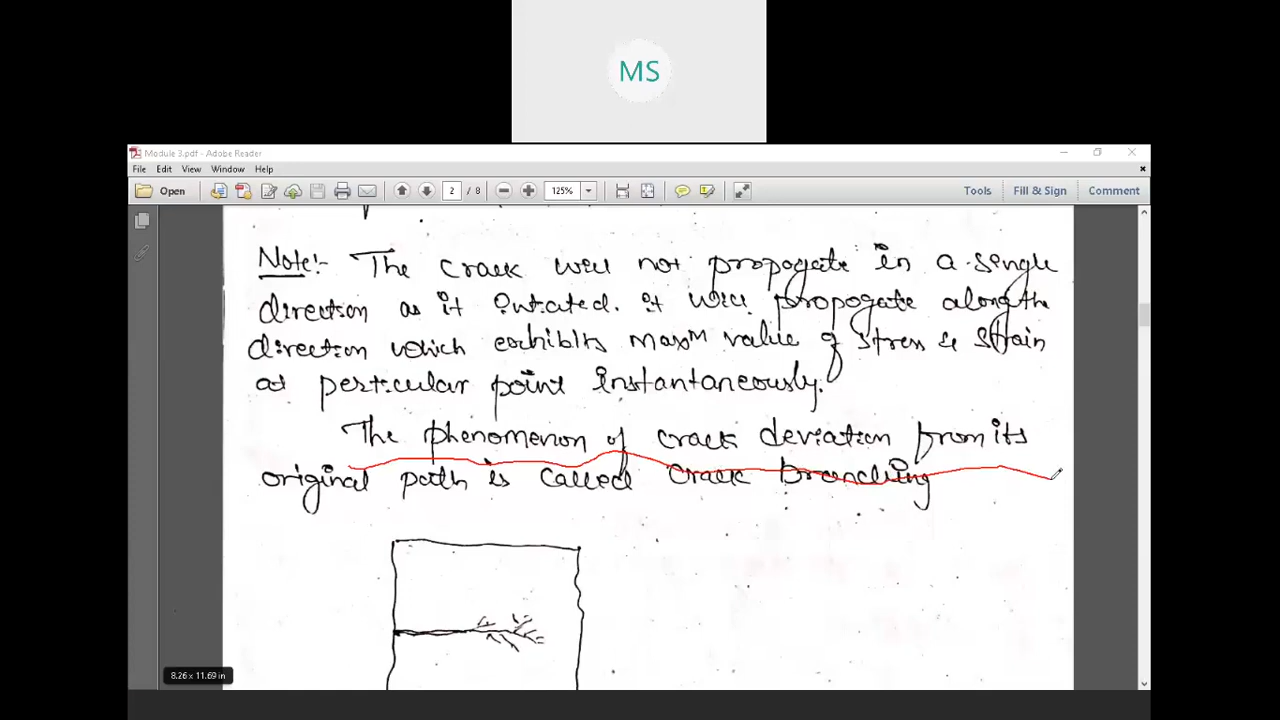 MS
Module 3.pdf - Adobe Reader
File Edit View Window Help
Open 2 / 8 125% Tools Fill & Sign Comment
Note:- The crack will not propogate in a single
direction as it intiated. it will propogate along the
direction which exhibits maxm value of stress & strain
at perticular point instantaneously.
The phenomenon of crack deviation from its
original path is called crack branching
8.26 x 11.69 in